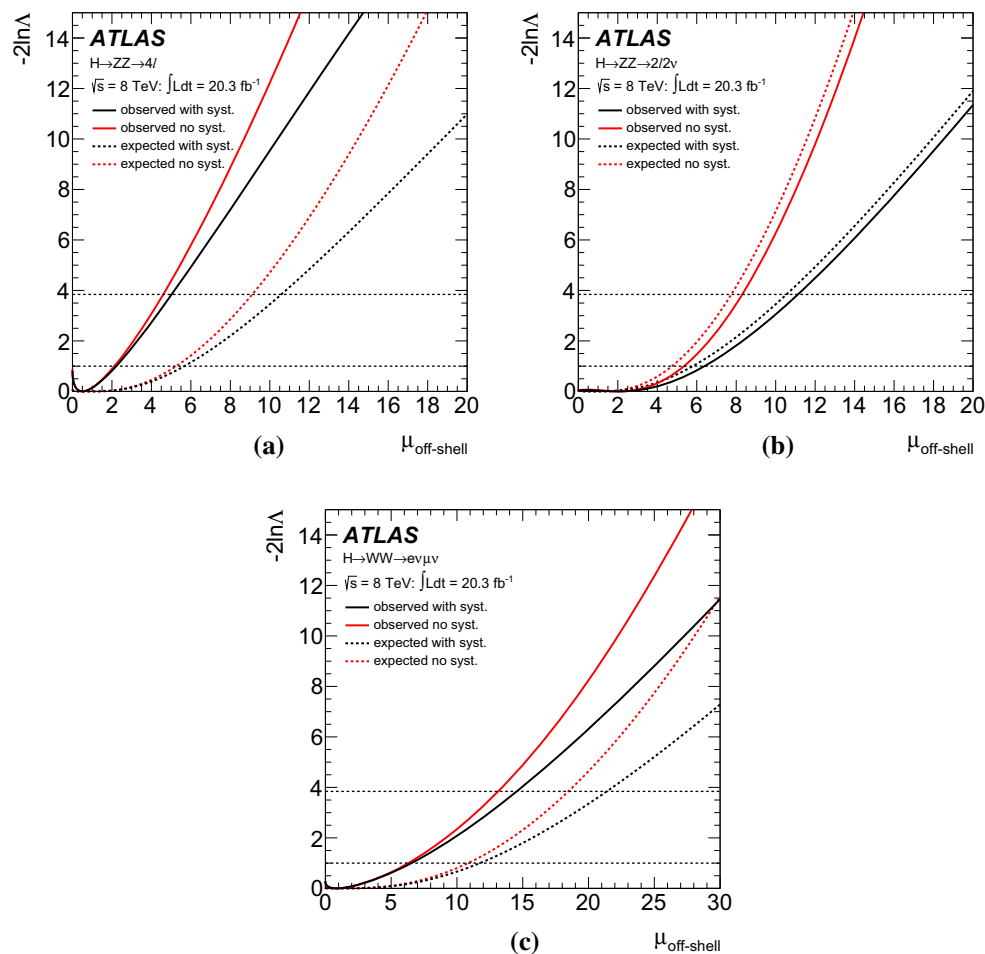 -2lnΛ
14
12
10
8
6
4
2
0
ATLAS
H→ZZ→4l
√s = 8 TeV: ∫Ldt = 20.3 fb⁻¹
observed with syst.
observed no syst.
expected with syst.
expected no syst.
0 2 4 6 8 10 12 14 16 18 20
(a)
μoff-shell
-2lnΛ
14
12
10
8
6
4
2
0
ATLAS
H→ZZ→2l2ν
√s = 8 TeV: ∫Ldt = 20.3 fb⁻¹
observed with syst.
observed no syst.
expected with syst.
expected no syst.
0 2 4 6 8 10 12 14 16 18 20
(b)
μoff-shell
-2lnΛ
14
12
10
8
6
4
2
0
ATLAS
H→WW→eνμν
√s = 8 TeV: ∫Ldt = 20.3 fb⁻¹
observed with syst.
observed no syst.
expected with syst.
expected no syst.
0 5 10 15 20 25 30
(c)
μoff-shell